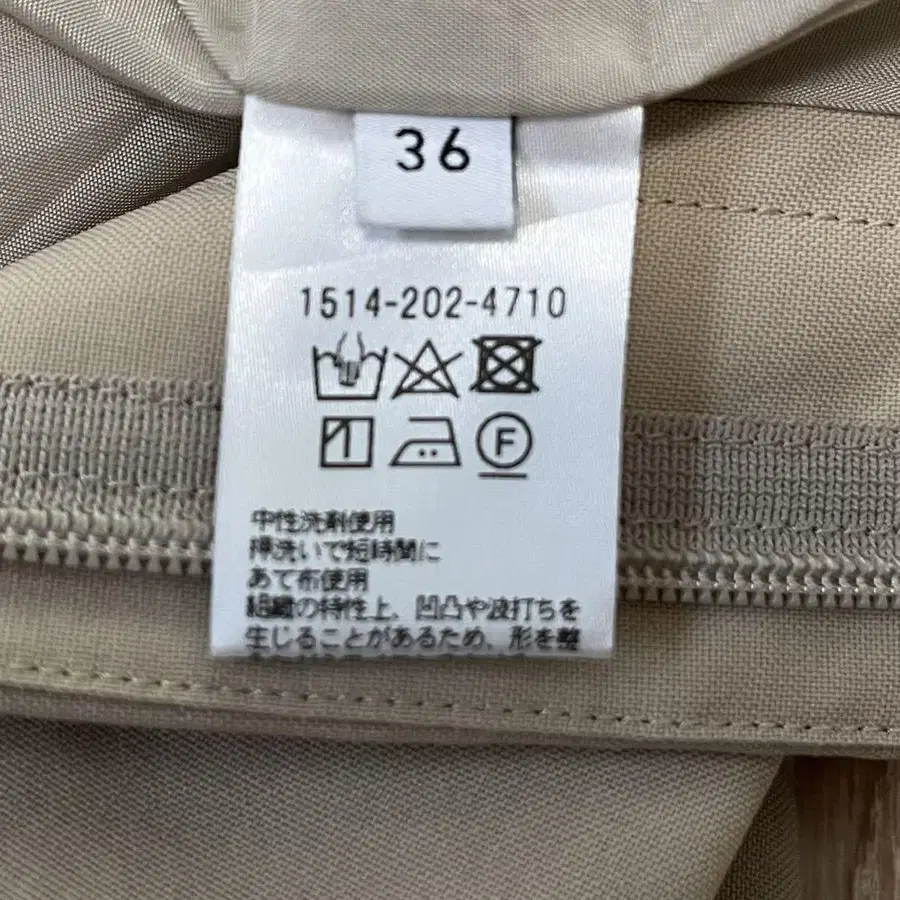 36
1514-202-4710
F
中性洗剤使用
押洗いで短時間に
あて布使用
組織の特性上、凹凸や波打ちを
生じることがあるため、形を整